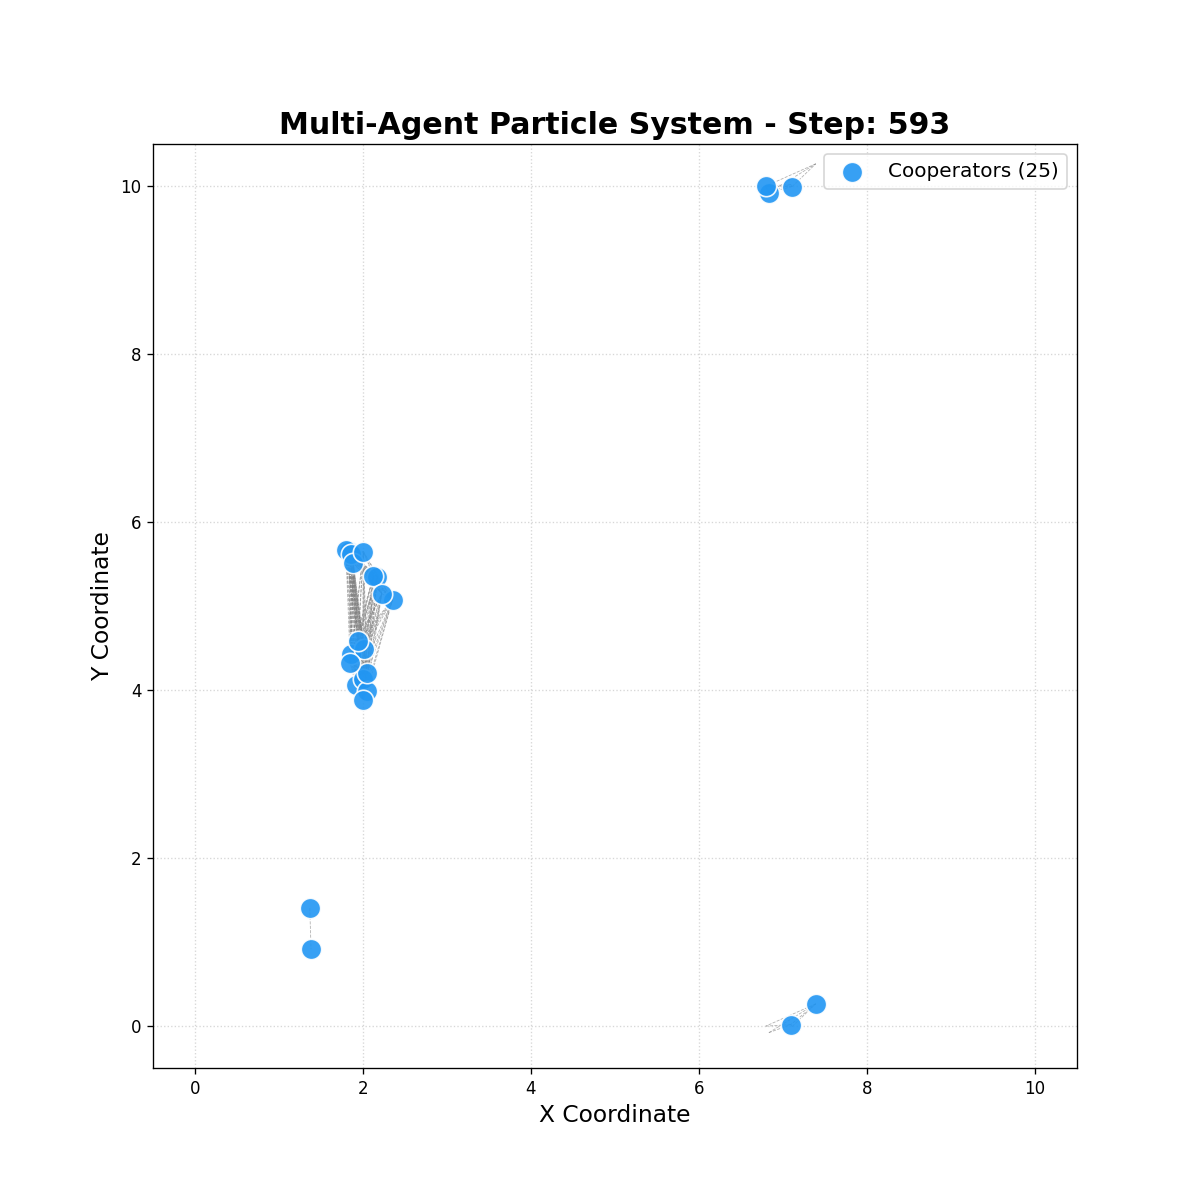 Multi-Agent Particle System - Step: 593
Cooperators (25)
10
8
6
4
2
0
Y Coordinate
0 2 4 6 8 10
X Coordinate